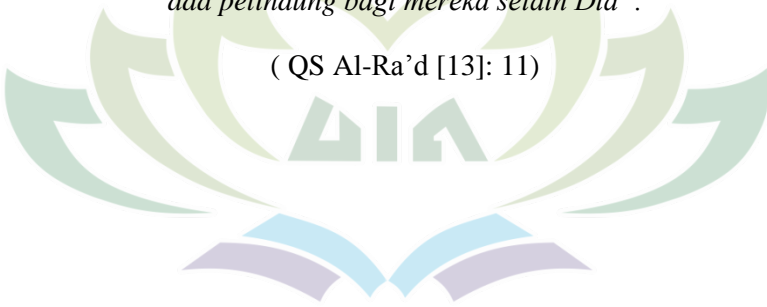 ada pelindung bagi mereka selain Dia”.
( QS Al-Ra’d [13]: 11)